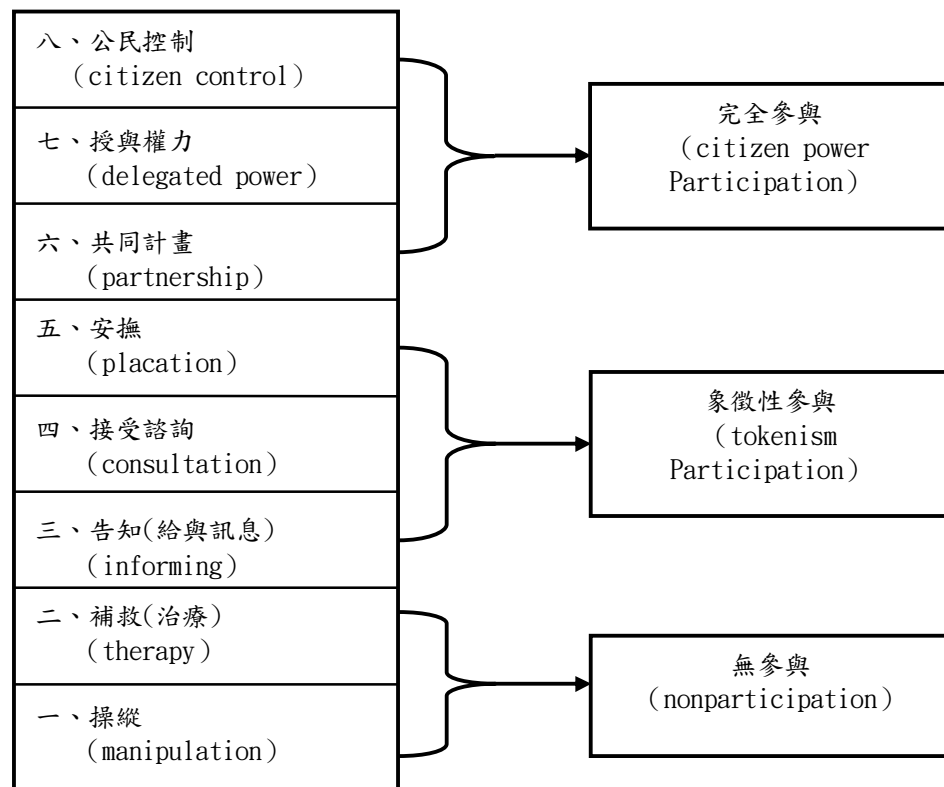 八、公民控制
（citizen control）
七、授與權力
（delegated power）
六、共同計畫
（partnership）
五、安撫
（placation）
四、接受諮詢
（consultation）
三、告知(給與訊息)
（informing）
二、補救(治療)
（therapy）
一、操縱
（manipulation）
完全參與
（citizen power
Participation）
象徵性參與
（tokenism
Participation）
無參與
（nonparticipation）